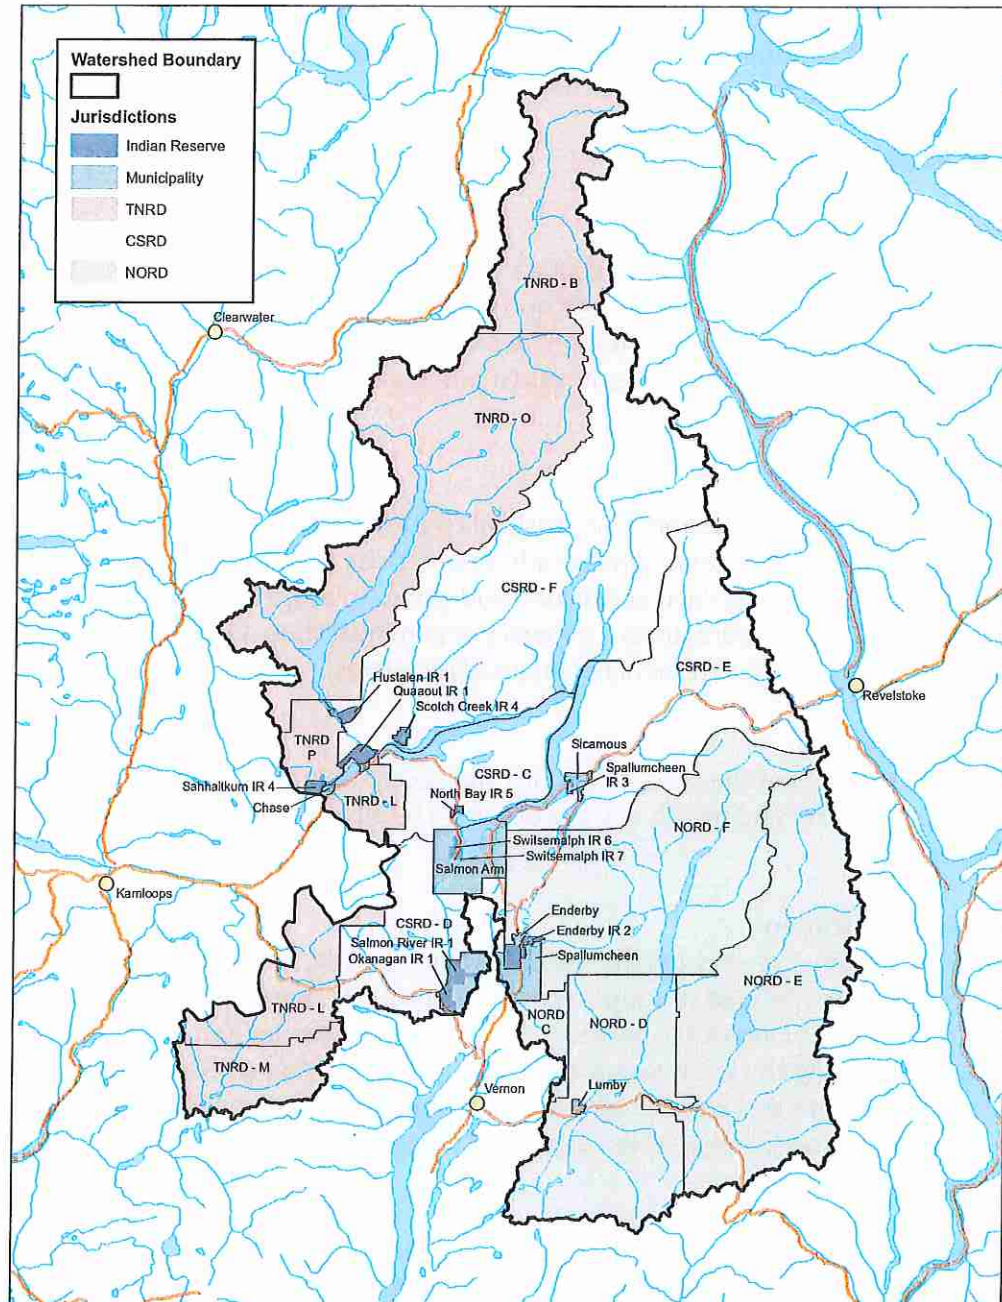 Watershed Boundary
Jurisdictions
Indian Reserve
Municipality
TNRD
CSRD
NORD
TNRD - B
Clearwater
TNRD - O
CSRD - F
CSRD - E
Hustalen IR 1
Quaaout IR 1
Scotch Creek IR 4
Revelstoke
TNRD
P
Sicamous
CSRD - C
Spallumcheen
IR 3
Sahhaltkum IR 4
North Bay IR 5
TNRD - L
Chase
NORD - F
Switsemalph IR 6
Switsemalph IR 7
Salmon Arm
Kamloops
Enderby
CSRD - D
Enderby IR 2
Salmon River IR 1
Spallumcheen
Okanagan IR 1
NORD - E
TNRD - L
NORD
C
NORD - D
TNRD - M
Vernon
Lumby